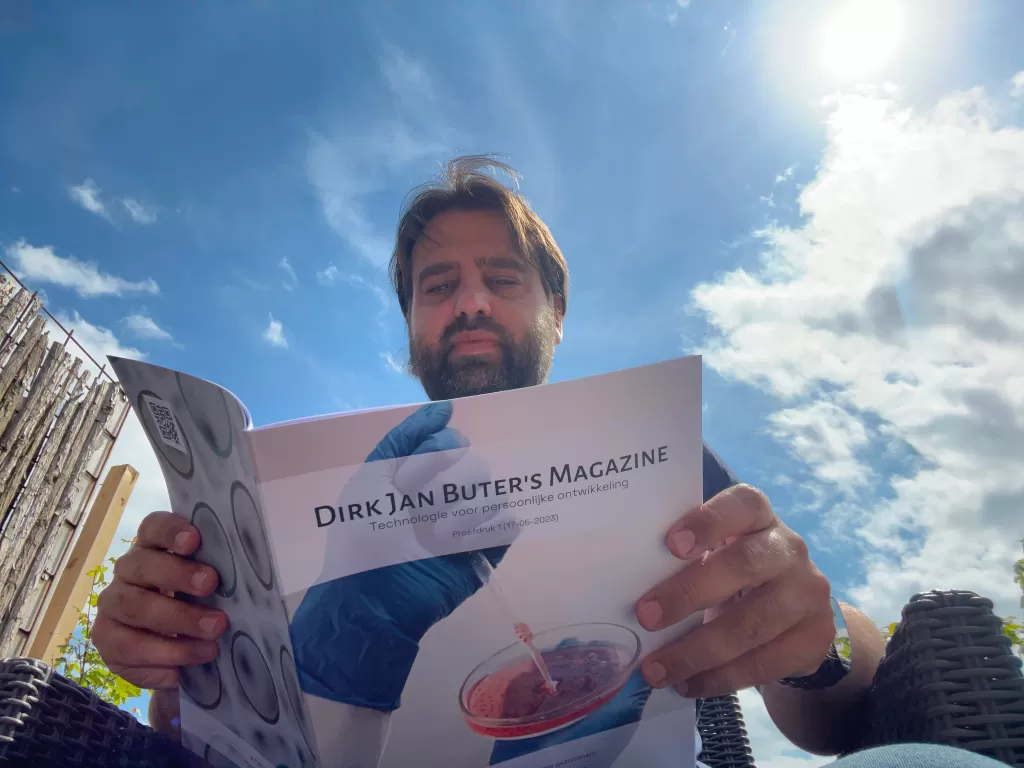 DIRK JAN BUTER'S MAGAZINE
Technologie voor persoonlijke ontwikkeling
Proefdruk 1 (17-06-2023)